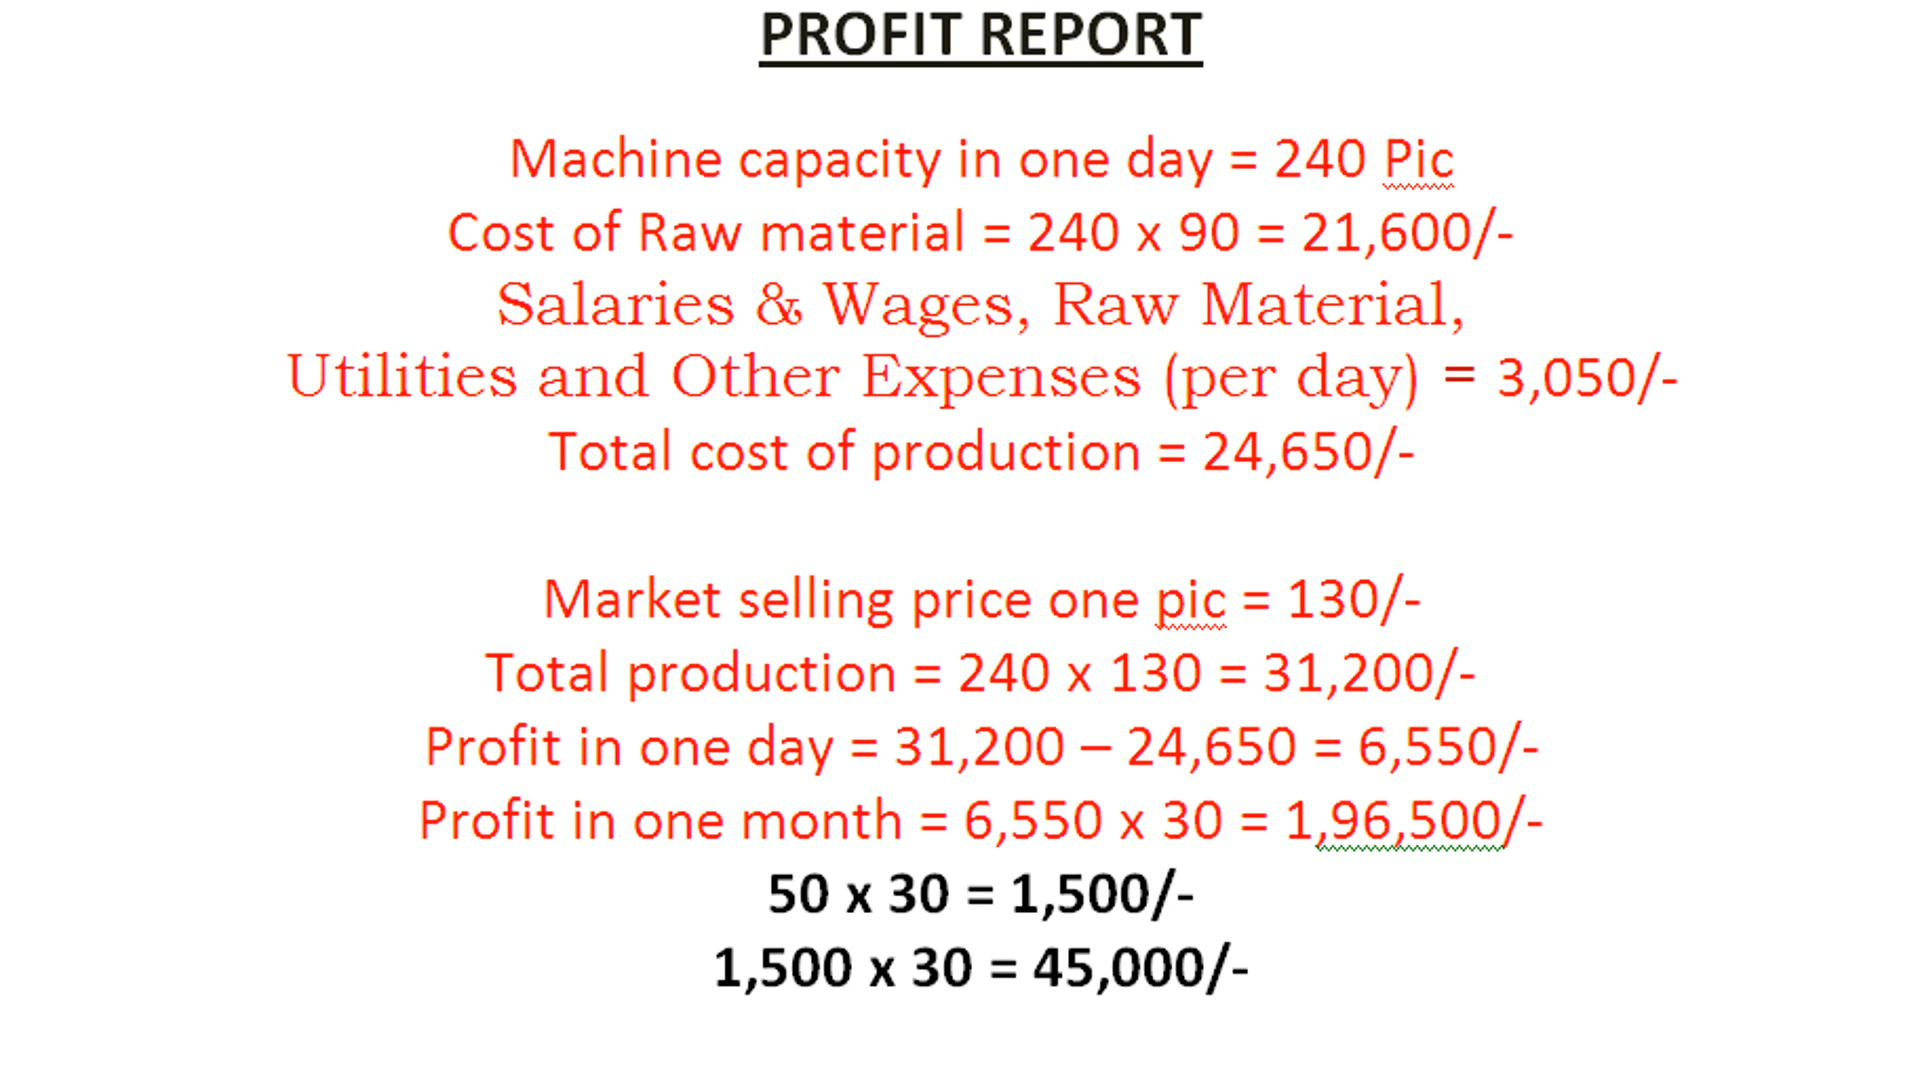 PROFIT REPORT
Machine capacity in one day = 240 Pic
Cost of Raw material = 240 x 90 = 21,600/-
Salaries & Wages, Raw Material,
Utilities and Other Expenses (per day) = 3,050/-
Total cost of production = 24,650/-
Market selling price one pic = 130/-
Total production = 240 x 130 = 31,200/-
Profit in one day = 31,200 – 24,650 = 6,550/-
Profit in one month = 6,550 x 30 = 1,96,500/-
50 x 30 = 1,500/-
1,500 x 30 = 45,000/-